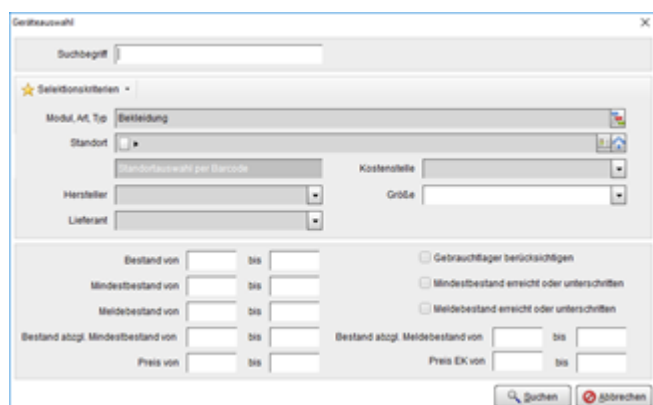 Geräteauswahl
Suchbegriff
Selektionskriterien
Modul, Art, Typ Bekleidung
Standort
Standortauswahl per Barcode Kostenstelle
Hersteller Größe
Lieferant
Bestand von bis Gebrauchtlager berücksichtigen
Mindestbestand von bis Mindestbestand erreicht oder unterschritten
Meldebestand von bis Meldebestand erreicht oder unterschritten
Bestand abzgl. Mindestbestand von bis Bestand abzgl. Meldebestand von bis
Preis von bis Preis EK von bis
Suchen Abbrechen